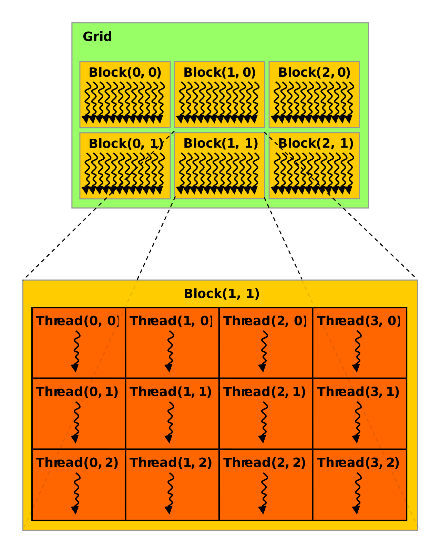 Grid
Block(0, 0) Block(1, 0) Block(2, 0)
Block(0, 1) Block(1, 1) Block(2, 1)
Block(1, 1)
Thread(0, 0) Thread(1, 0) Thread(2, 0) Thread(3, 0)
Thread(0, 1) Thread(1, 1) Thread(2, 1) Thread(3, 1)
Thread(0, 2) Thread(1, 2) Thread(2, 2) Thread(3, 2)